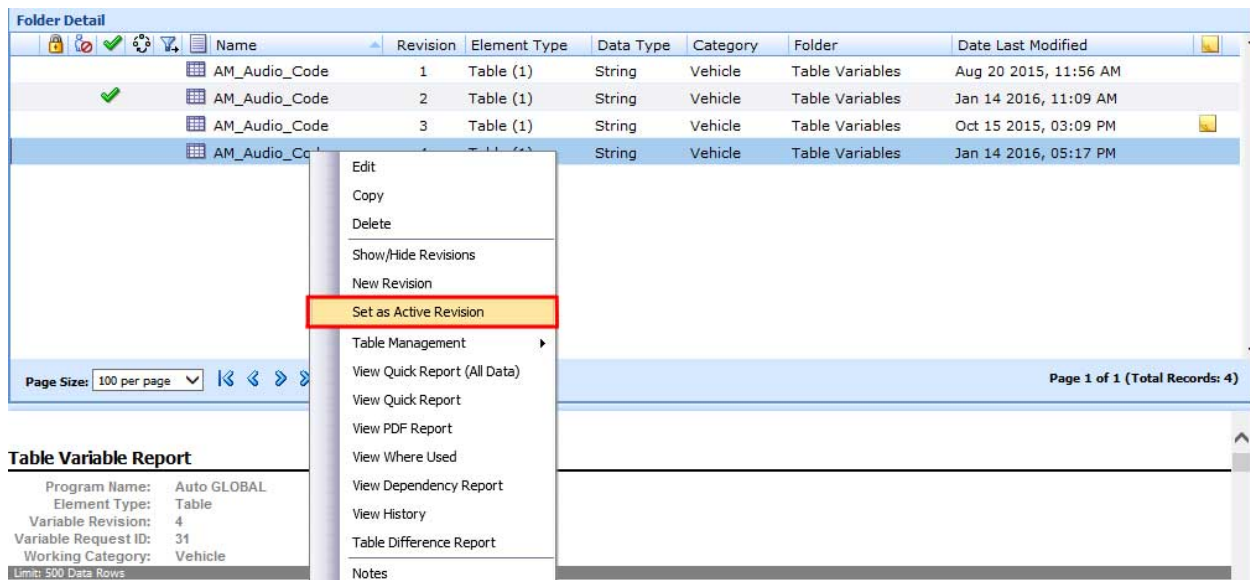 Folder Detail
Name Revision Element Type Data Type Category Folder Date Last Modified
AM_Audio_Code 1 Table (1) String Vehicle Table Variables Aug 20 2015, 11:56 AM
AM_Audio_Code 2 Table (1) String Vehicle Table Variables Jan 14 2016, 11:09 AM
AM_Audio_Code 3 Table (1) String Vehicle Table Variables Oct 15 2015, 03:09 PM
String Vehicle Table Variables Jan 14 2016, 05:17 PM
Edit
Copy
Delete
Show/Hide Revisions
New Revision
Set as Active Revision
Table Management
View Quick Report (All Data)
View Quick Report
View PDF Report
View Where Used
View Dependency Report
View History
Table Difference Report
Notes
Page Size: 100 per page
Page 1 of 1 (Total Records: 4)
Table Variable Report
Program Name: Auto GLOBAL
Element Type: Table
Variable Revision: 4
Variable Request ID: 31
Working Category: Vehicle
Limit: 500 Data Rows